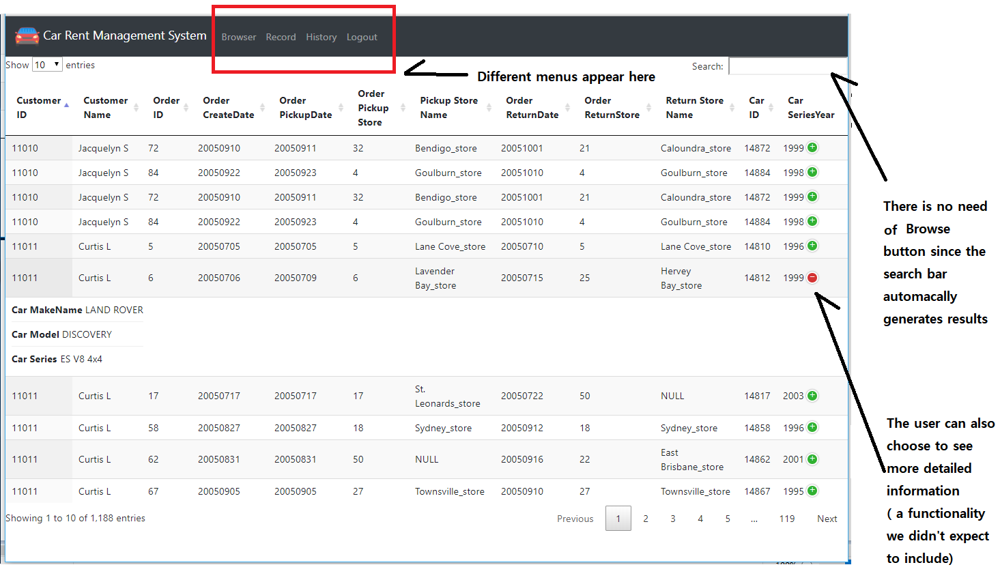 Car Rent Management System Browser Record History Logout
Show 10 entries
Search:
Different menus appear here
Customer ID Customer Name Order ID Order CreateDate Order PickupDate Order Pickup Store Pickup Store Name Order ReturnDate Order ReturnStore Return Store Name Car ID Car SeriesYear
11010 Jacquelyn S 72 20050910 20050911 32 Bendigo_store 20051001 21 Caloundra_store 14872 1999
11010 Jacquelyn S 84 20050922 20050923 4 Goulburn_store 20051010 4 Goulburn_store 14884 1998
11010 Jacquelyn S 72 20050910 20050911 32 Bendigo_store 20051001 21 Caloundra_store 14872 1999
11010 Jacquelyn S 84 20050922 20050923 4 Goulburn_store 20051010 4 Goulburn_store 14884 1998
11011 Curtis L 5 20050705 20050705 5 Lane Cove_store 20050710 5 Lane Cove_store 14810 1996
11011 Curtis L 6 20050706 20050709 6 Lavender Bay_store 20050715 25 Hervey Bay_store 14812 1999
Car MakeName LAND ROVER
Car Model DISCOVERY
Car Series ES V8 4x4
11011 Curtis L 17 20050717 20050717 17 St. Leonards_store 20050722 50 NULL 14817 2003
11011 Curtis L 58 20050827 20050827 18 Sydney_store 20050912 18 Sydney_store 14858 1996
11011 Curtis L 62 20050831 20050831 50 NULL 20050916 22 East Brisbane_store 14862 2001
11011 Curtis L 67 20050905 20050905 27 Townsville_store 20050910 27 Townsville_store 14867 1995
Showing 1 to 10 of 1,188 entries
Previous 1 2 3 4 5 ... 119 Next
There is no need
of Browse
button since the
search bar
automacally
generates results
The user can also
choose to see
more detailed
information
( a functionality
we didn't expect
to include)